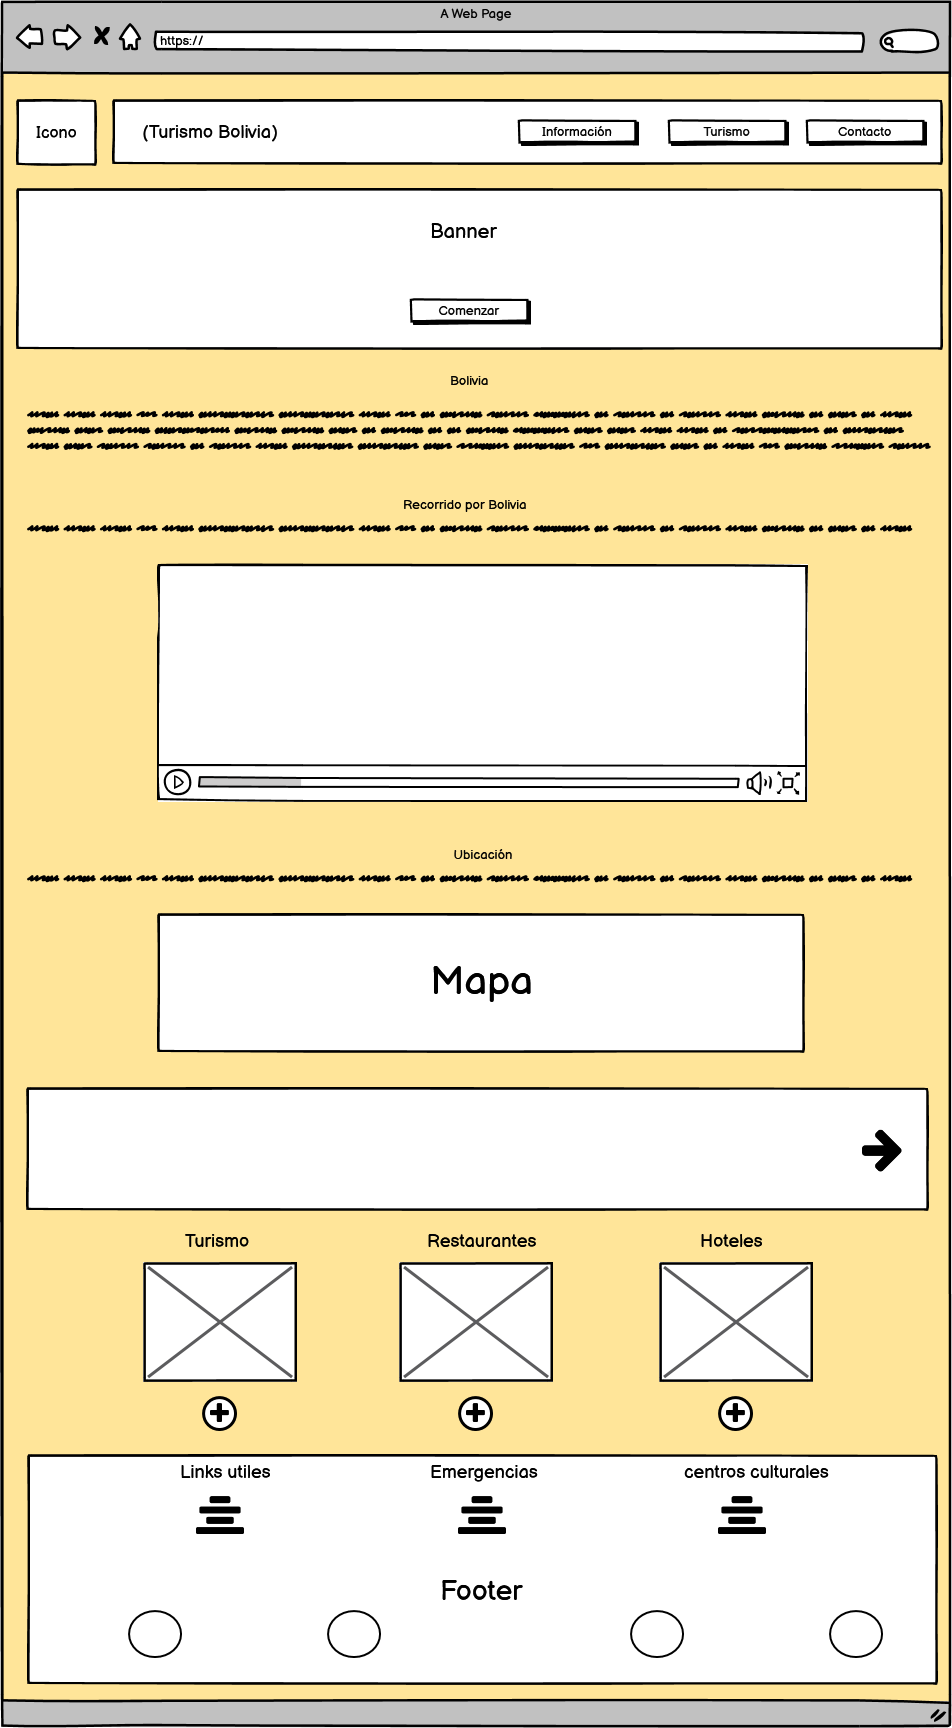 A Web Page
https://
Icono
(Turismo Bolivia)
Información
Turismo
Contacto
Banner
Comenzar
Bolivia
Recorrido por Bolivia
Ubicación
Mapa
Turismo
Restaurantes
Hoteles
Links utiles
Emergencias
centros culturales
Footer